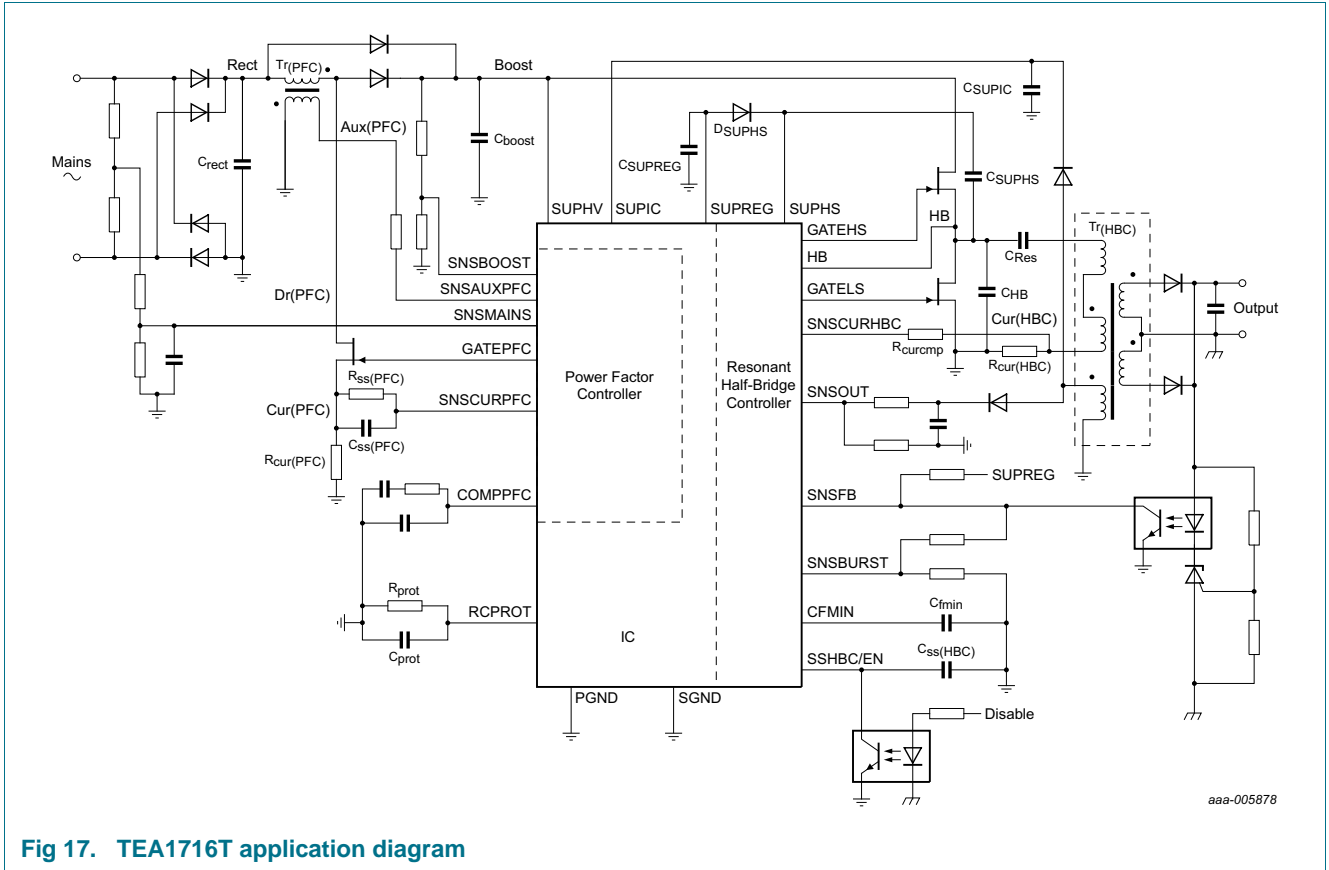 Rect
Tr(PFC)
Boost
CSUPIC
Aux(PFC)
DSUPHS
Cboost
CSUPREG
CSUPHS
Mains
Crect
SUPHV
SUPIC
SUPREG
SUPHS
GATEHS
HB
HB
CRes
Tr(HBC)
SNSBOOST
SNSAUXPFC
SNSMAINS
GATEPFC
Dr(PFC)
GATELS
CHB
SNSCURHBC
Cur(HBC)
Rcurcmp
Rcur(HBC)
Output
Rss(PFC)
Cur(PFC)
SNSCURPFC
Css(PFC)
Rcur(PFC)
Power Factor
Controller
Resonant
Half-Bridge
Controller
SNSOUT
SUPREG
COMPPFC
SNSFB
SNSBURST
Rprot
RCPROT
Cprot
IC
CFMIN
Cfmin
SSHBC/EN
Css(HBC)
PGND
SGND
Disable
aaa-005878
Fig 17. TEA1716T application diagram